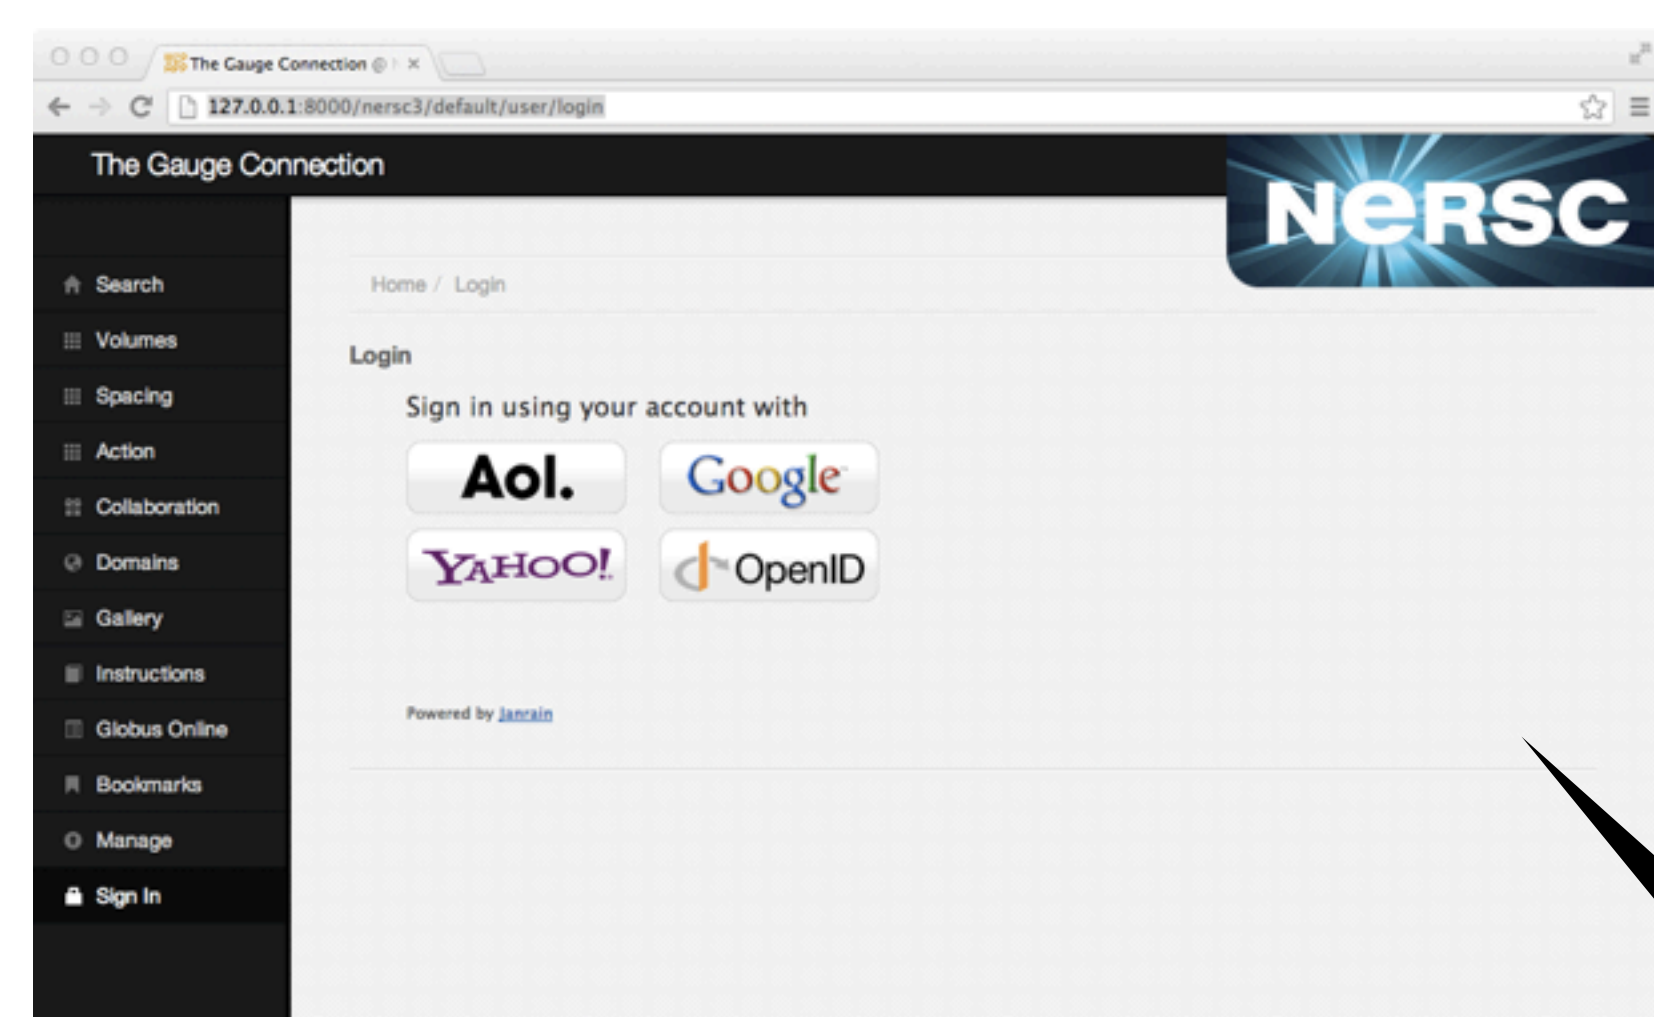 The Gauge Connection @
127.0.0.1:8000/nersc3/default/user/login
The Gauge Connection
NeRSC
Search
Volumes
Spacing
Action
Collaboration
Domains
Gallery
Instructions
Globus Online
Bookmarks
Manage
Sign In
Home / Login
Login
Sign in using your account with
Aol.
Google
YAHOO!
OpenID
Powered by Janrain